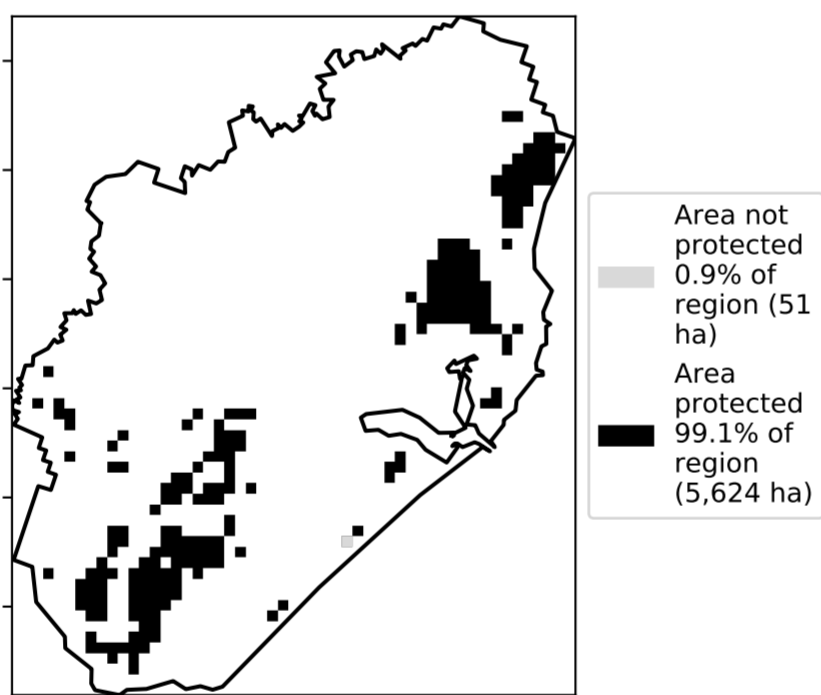 Area not
protected
0.9% of
region (51
ha)
Area
protected
99.1% of
region
(5,624 ha)